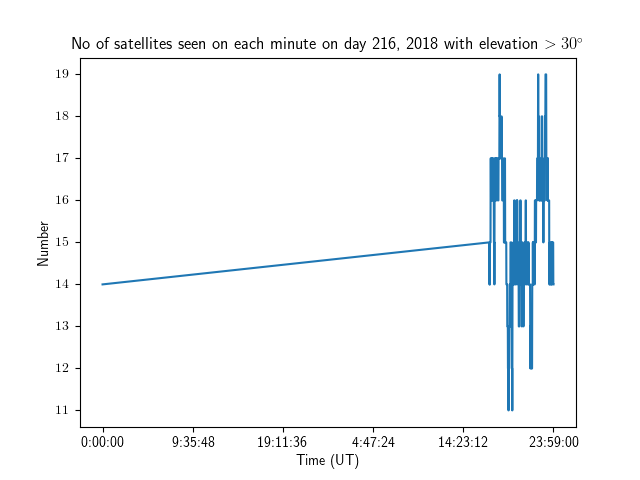 No of satellites seen on each minute on day 216, 2018 with elevation > 30°
19
18
17
16
15
14
13
12
11
Number
0:00:00 9:35:48 19:11:36 4:47:24 14:23:12 23:59:00
Time (UT)